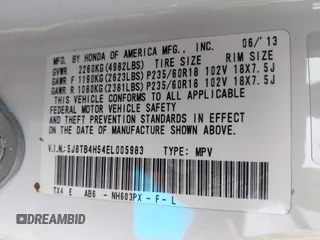 MFD. BY HONDA OF AMERICA MFG., INC. 06/'13
GVWR 2260KG(4982LBS) TIRE SIZE RIM SIZE
GAWR F 1190KG(2623LBS) P235/60R18 102V 18X7.5J
GAWR R 1080KG(2381LBS) P235/60R18 102V 18X7.5J
THIS VEHICLE CONFORMS TO ALL APPLICABLE
FEDERAL MOTOR VEHICLE SAFETY AND
THEFT PREVENTION STANDARDS IN EFFECT ON
THE DATE OF MANUFACTURE SHOWN ABOVE.
V.I.N.:5J8TB4H54EL005983 TYPE: MPV
TX4 E AB6 - NH603PX - F - L
DEALERSCLUB.IO